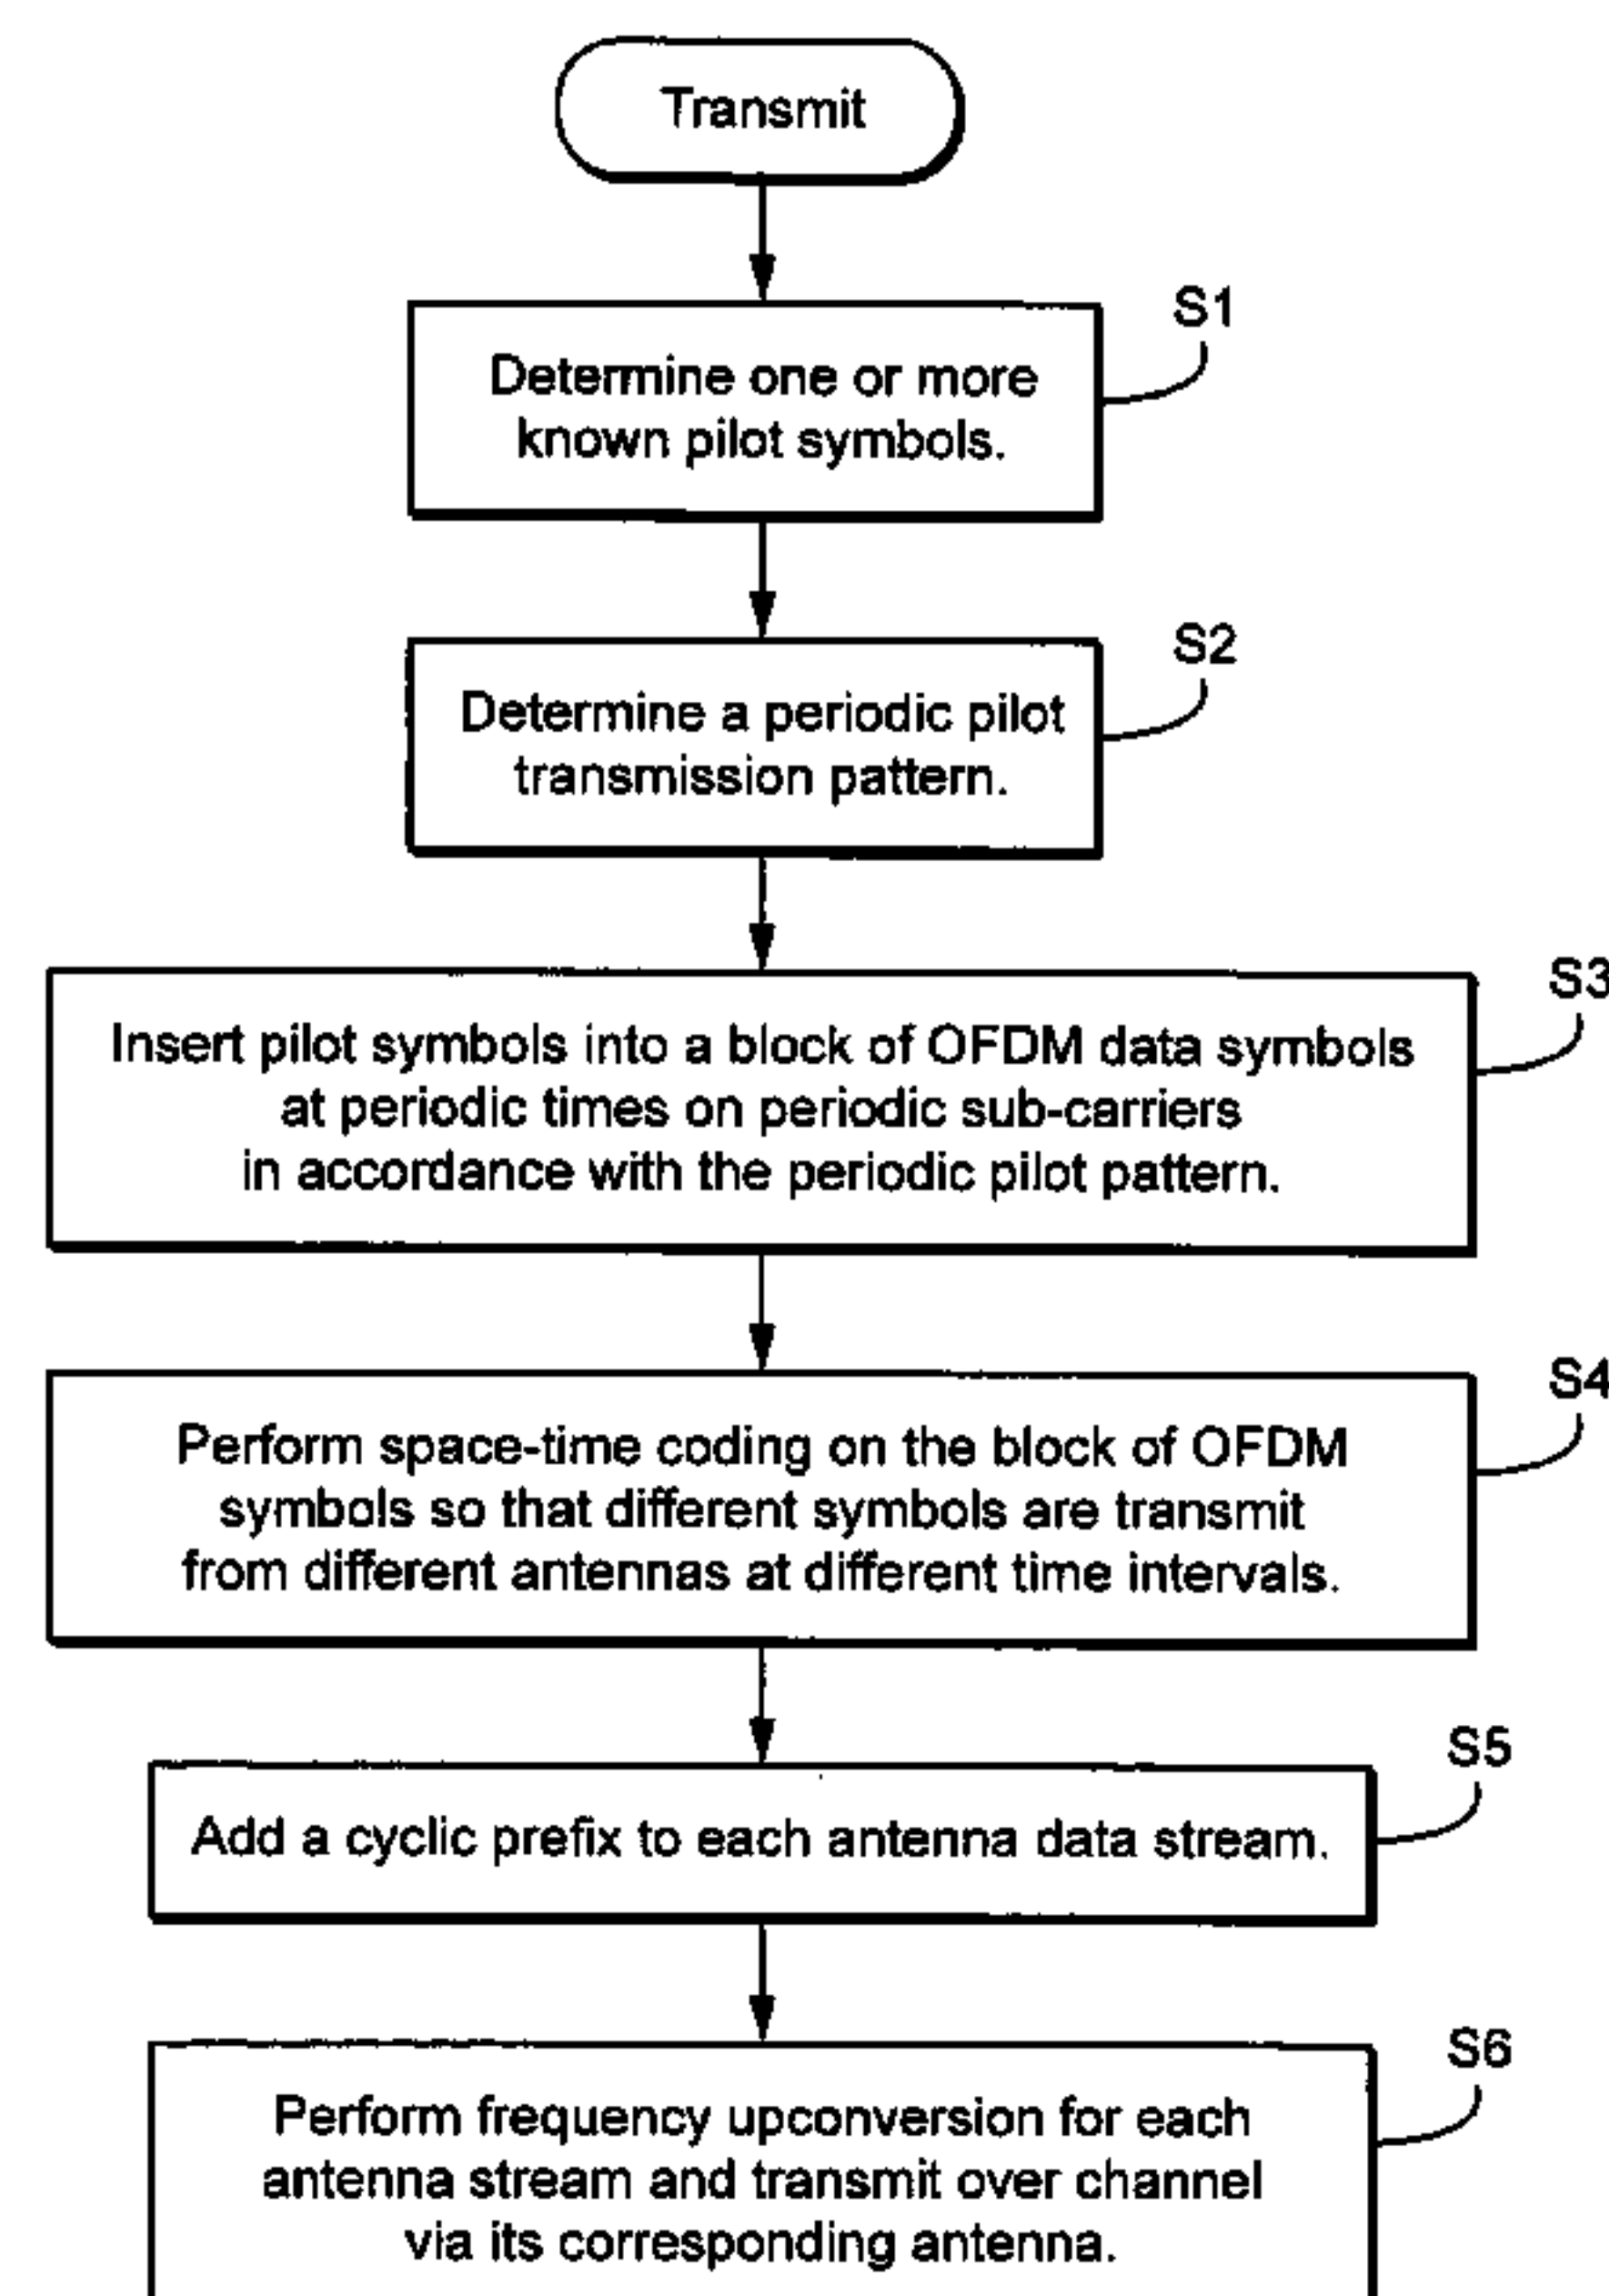 Transmit
S1
Determine one or more
known pilot symbols.
S2
Determine a periodic pilot
transmission pattern.
S3
Insert pilot symbols into a block of OFDM data symbols
at periodic times on periodic sub-carriers
in accordance with the periodic pilot pattern.
S4
Perform space-time coding on the block of OFDM
symbols so that different symbols are transmit
from different antennas at different time intervals.
S5
Add a cyclic prefix to each antenna data stream.
S6
Perform frequency upconversion for each
antenna stream and transmit over channel
via its corresponding antenna.